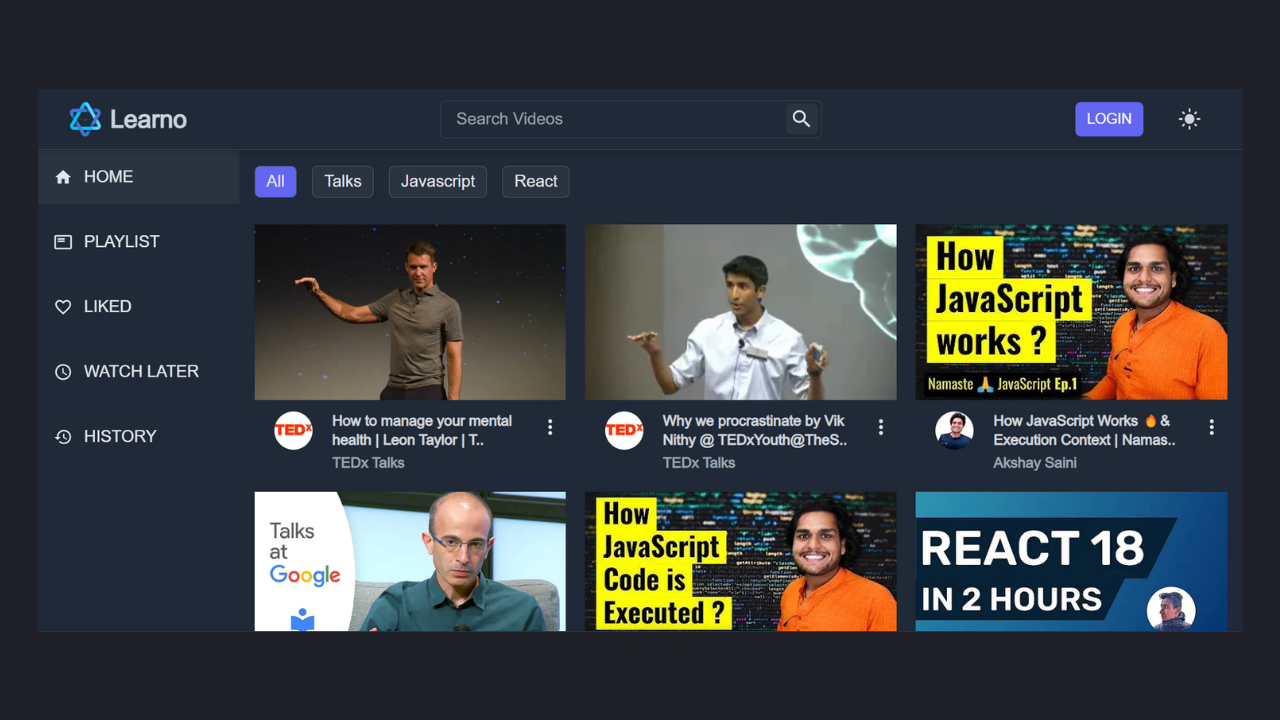 Learno
Search Videos
LOGIN
HOME
PLAYLIST
LIKED
WATCH LATER
HISTORY
All
Talks
Javascript
React
How
JavaScript
works ?
Namaste 🙏 JavaScript Ep.1
TEDx
How to manage your mental
health | Leon Taylor | T..
TEDx Talks
TEDx
Why we procrastinate by Vik
Nithy @ TEDxYouth@TheS..
TEDx Talks
How JavaScript Works 🔥 &
Execution Context | Namas..
Akshay Saini
Talks
at
Google
How
JavaScript
Code is
Executed ?
REACT 18
IN 2 HOURS